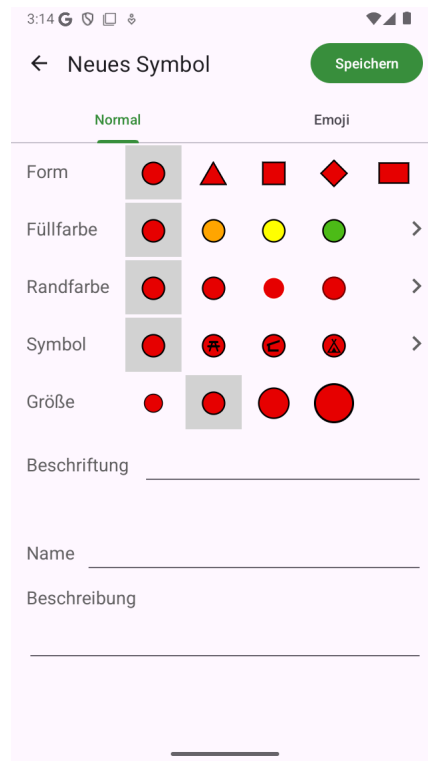 3:14
Neues Symbol
Speichern
Normal
Emoji
Form
Füllfarbe
Randfarbe
Symbol
Größe
Beschriftung
Name
Beschreibung